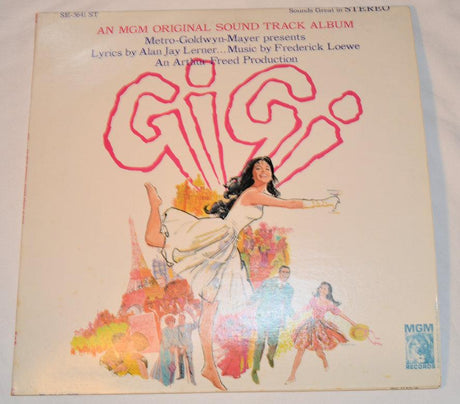 SE-3641 ST
Sounds Great in STEREO
AN MGM ORIGINAL SOUND TRACK ALBUM
Metro-Goldwyn-Mayer presents
Lyrics by Alan Jay Lerner...Music by Frederick Loewe
An Arthur Freed Production
GiGi
MGM
RECORDS